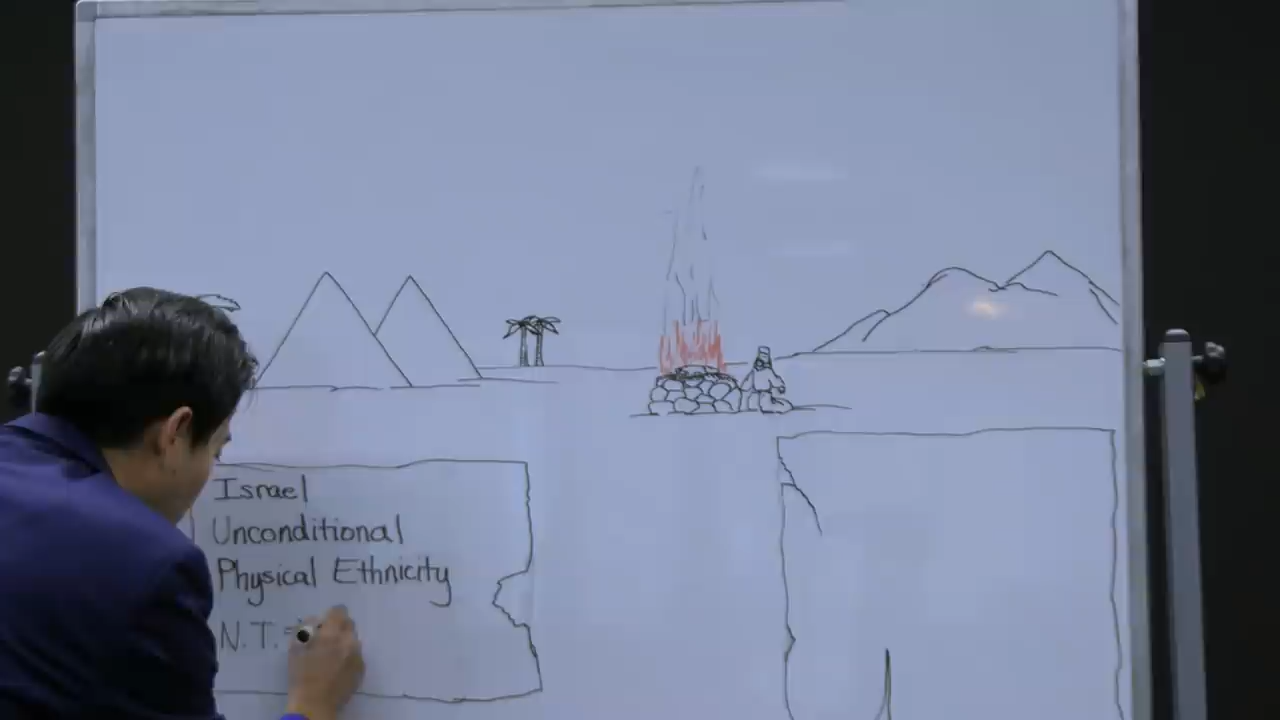 Israel
Unconditional
Physical Ethnicity
N.T. =